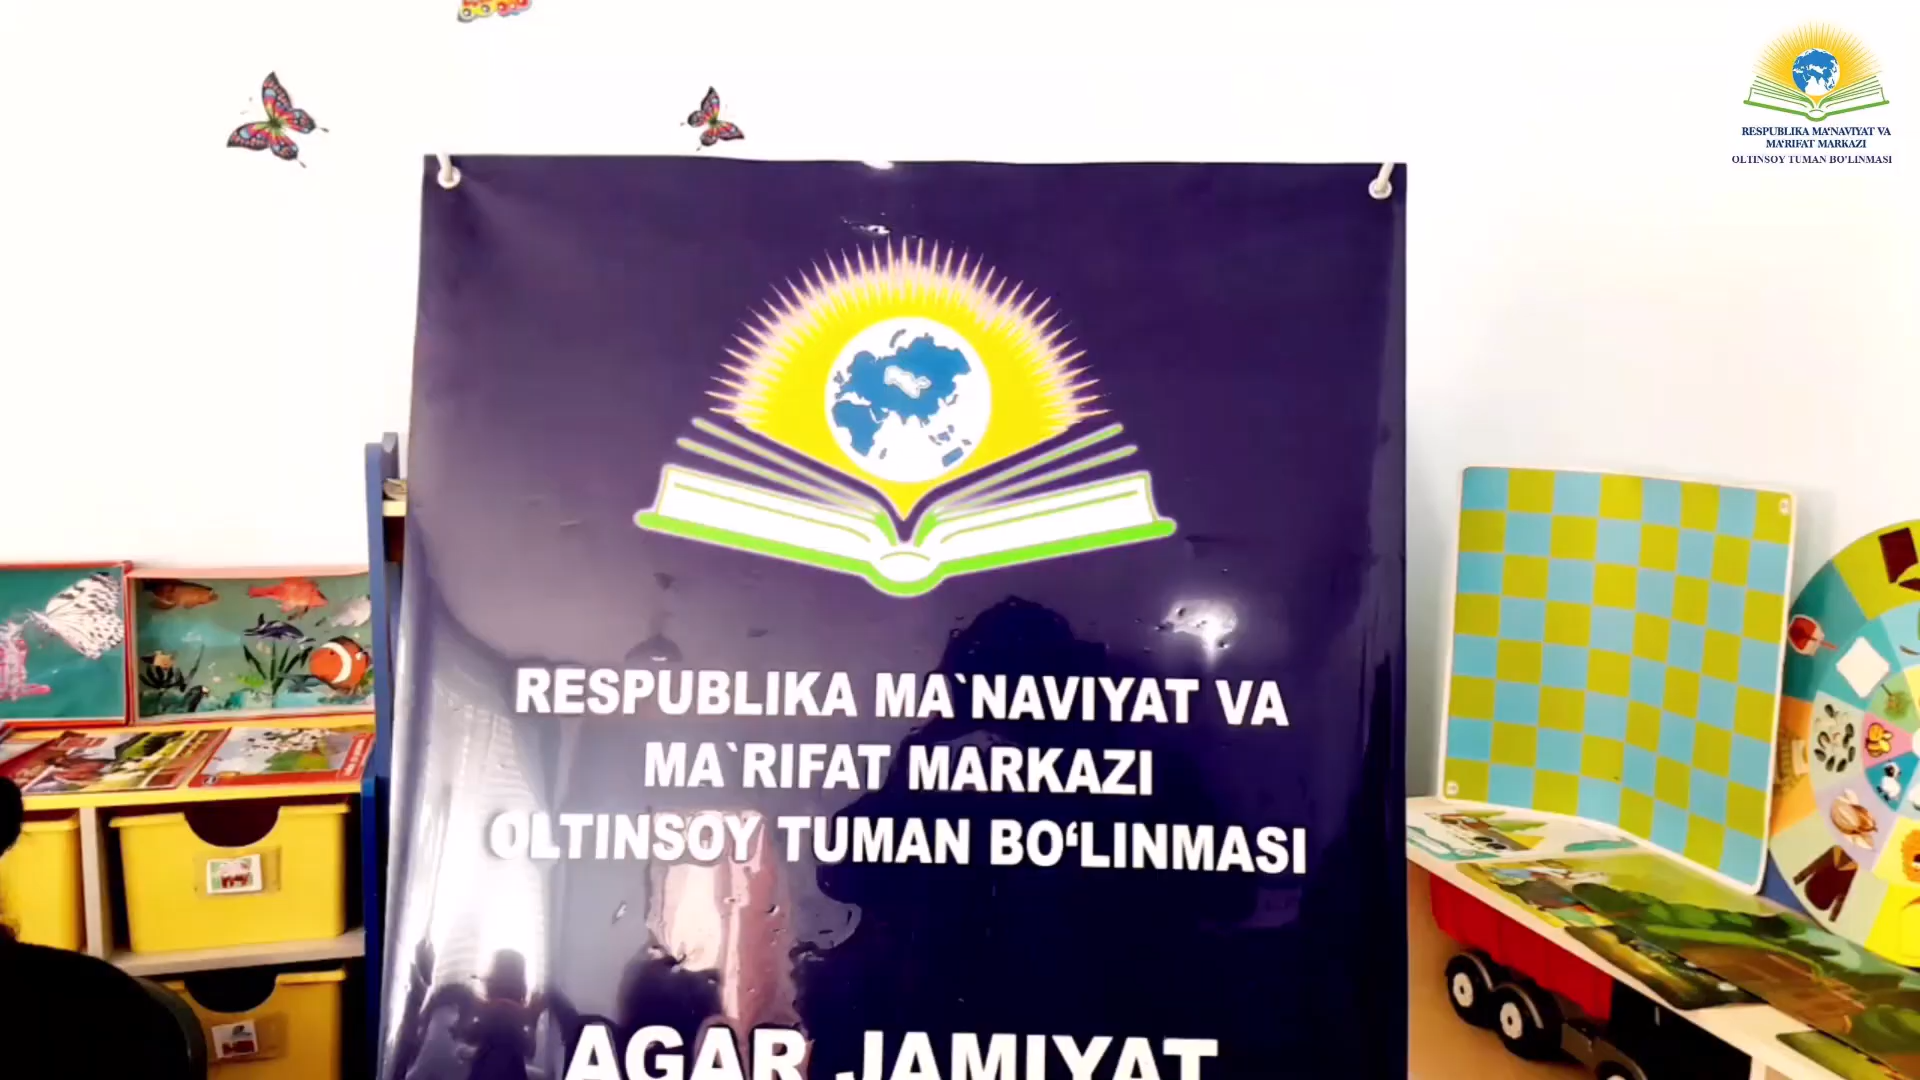 RESPUBLIKA MA'NAVIYAT VA
MA'RIFAT MARKAZI
OLTINSOY TUMAN BO'LINMASI
RESPUBLIKA MA`NAVIYAT VA
MA`RIFAT MARKAZI
OLTINSOY TUMAN BO‘LINMASI
AGAR JAMIYAT